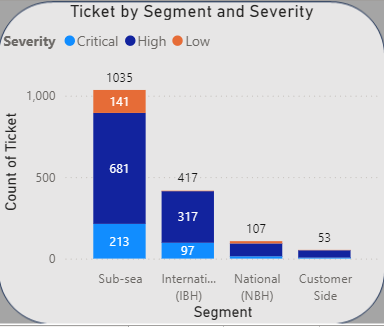 Ticket by Segment and Severity
Severity Critical High Low
Count of Ticket
1,000
500
0
1035
141
681
213
417
317
97
107
53
Sub-sea
Internati...
(IBH)
National
(NBH)
Customer
Side
Segment